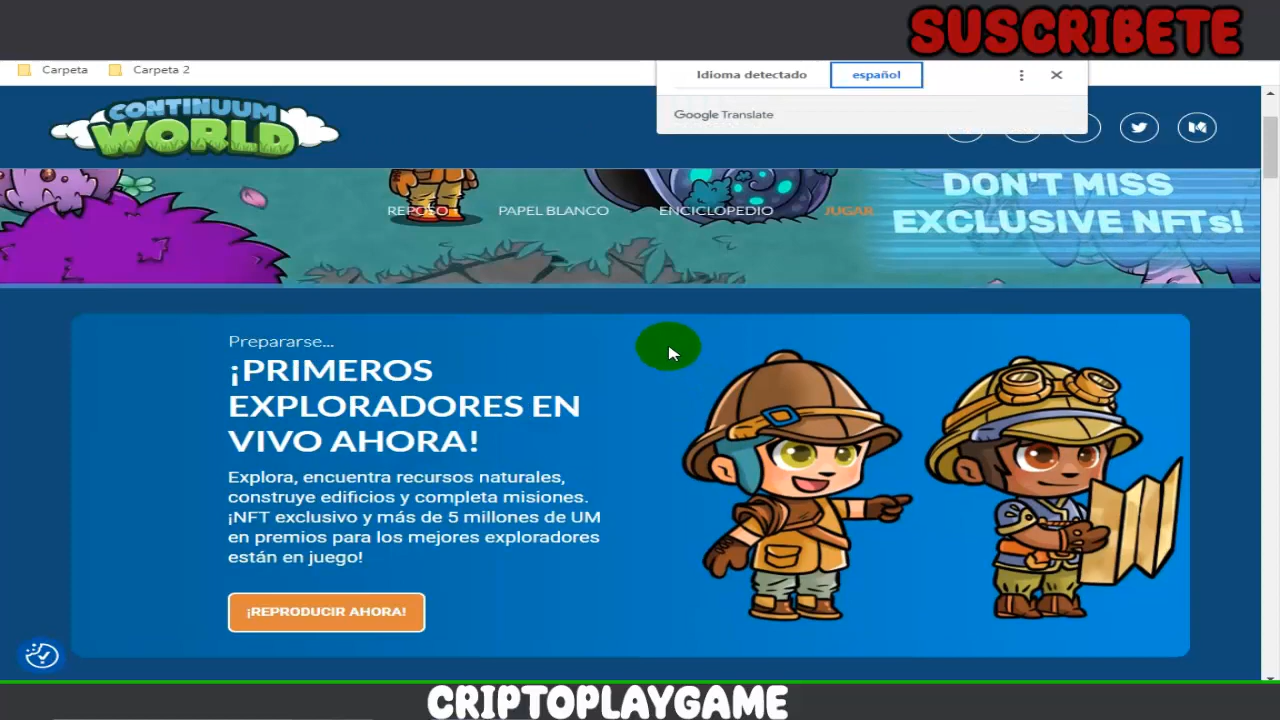 SUSCRIBETE
Carpeta Carpeta 2
Idioma detectado español
Google Translate
CONTINUUM
WORLD
DON'T MISS
EXCLUSIVE NFTs!
REPOSO PAPEL BLANCO ENCICLOPEDIO JUGAR
Prepararse...
¡PRIMEROS
EXPLORADORES EN
VIVO AHORA!
Explora, encuentra recursos naturales,
construye edificios y completa misiones.
¡NFT exclusivo y más de 5 millones de UM
en premios para los mejores exploradores
están en juego!
¡REPRODUCIR AHORA!
CRIPTOPLAYGAME